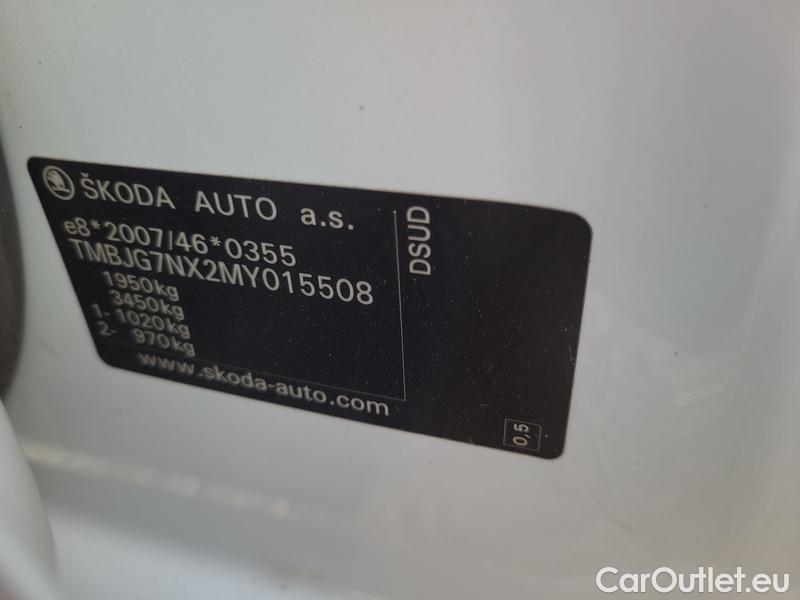 ŠKODA AUTO a.s.
e8*2007/46*0355
TMBJG7NX2MY015508
1950kg
3450kg
1- 1020kg
2- 970kg
www.skoda-auto.com
DSUD
0,5
CarOutlet.eu